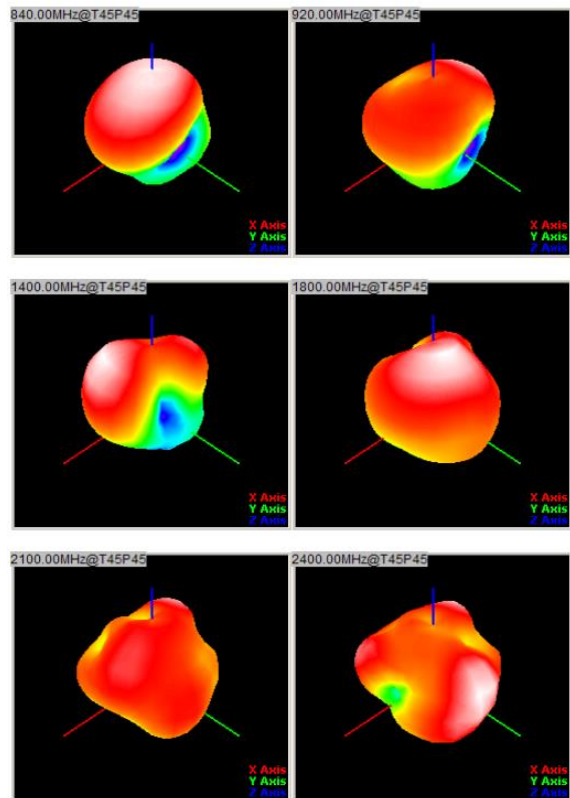 840.00MHz@T45P45
920.00MHz@T45P45
X Axis
Y Axis
Z Axis
X Axis
Y Axis
Z Axis
1400.00MHz@T45P45
1800.00MHz@T45P45
X Axis
Y Axis
Z Axis
X Axis
Y Axis
Z Axis
2100.00MHz@T45P45
2400.00MHz@T45P45
X Axis
Y Axis
Z Axis
X Axis
Y Axis
Z Axis